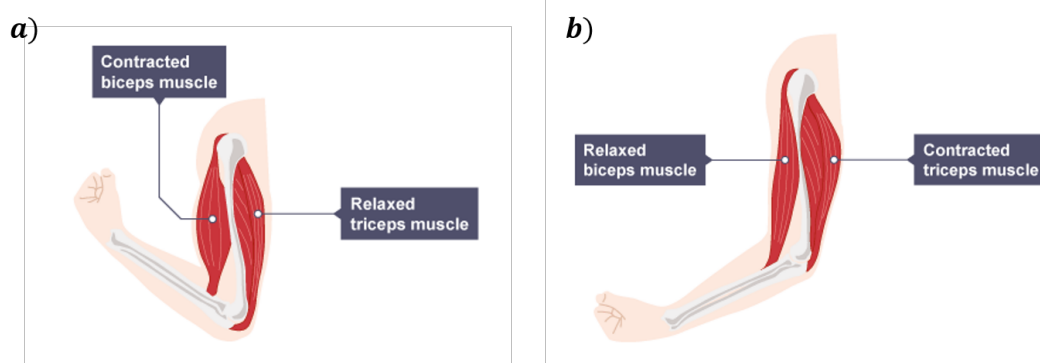 a)
Contracted
biceps muscle
Relaxed
triceps muscle
b)
Relaxed
biceps muscle
Contracted
triceps muscle